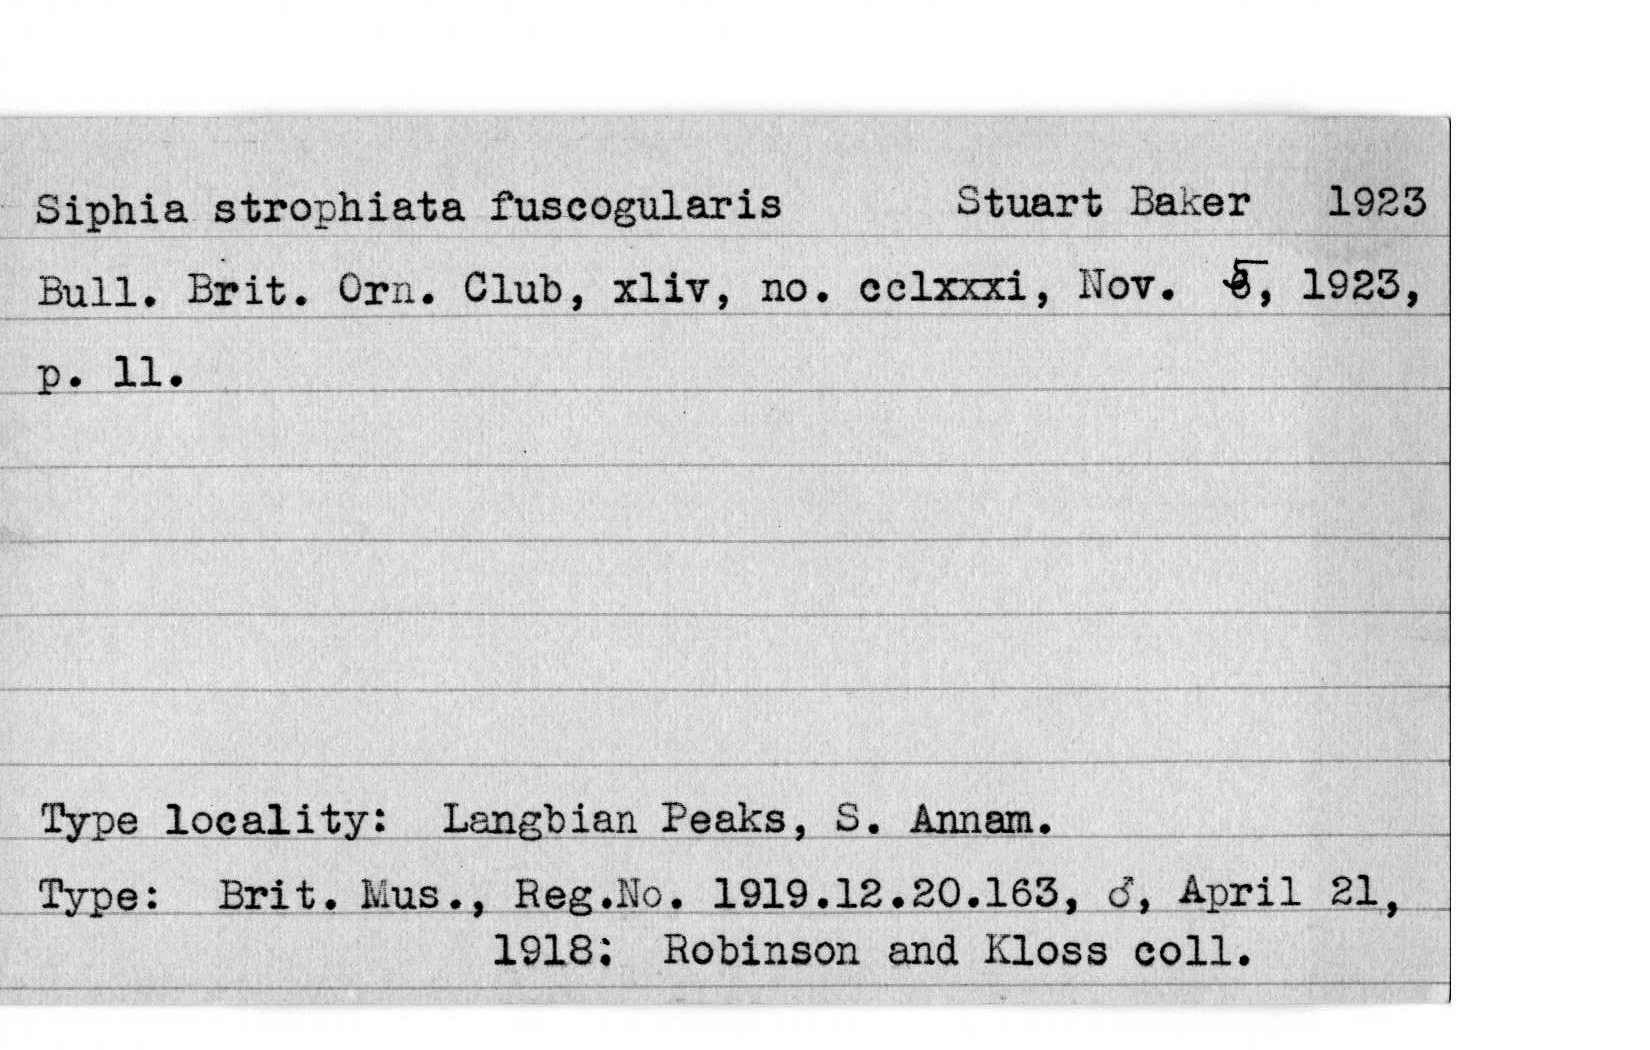 Siphia strophiata fuscogularis Stuart Baker 1923
Bull. Brit. Orn. Club, xliv, no. cclxxxi, Nov. 5, 1923,
p. 11.
Type locality: Langbian Peaks, S. Annam.
Type: Brit. Mus., Reg.No. 1919.12.20.163, ♂, April 21,
1918; Robinson and Kloss coll.